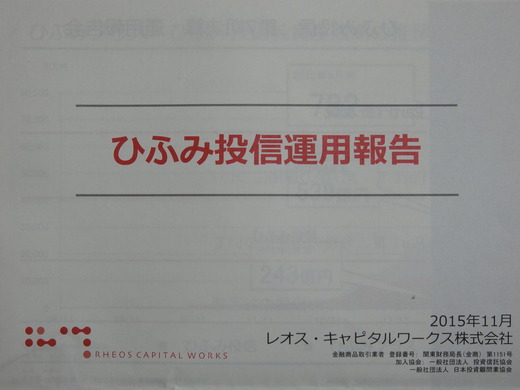 ひふみ投信運用報告
2015年11月
レオス・キャピタルワークス株式会社
RHEOS CAPITAL WORKS
金融商品取引業者 登録番号: 関東財務局長(金商) 第1151号
加入協会: 一般社団法人 投資信託協会
一般社団法人 日本投資顧問業協会